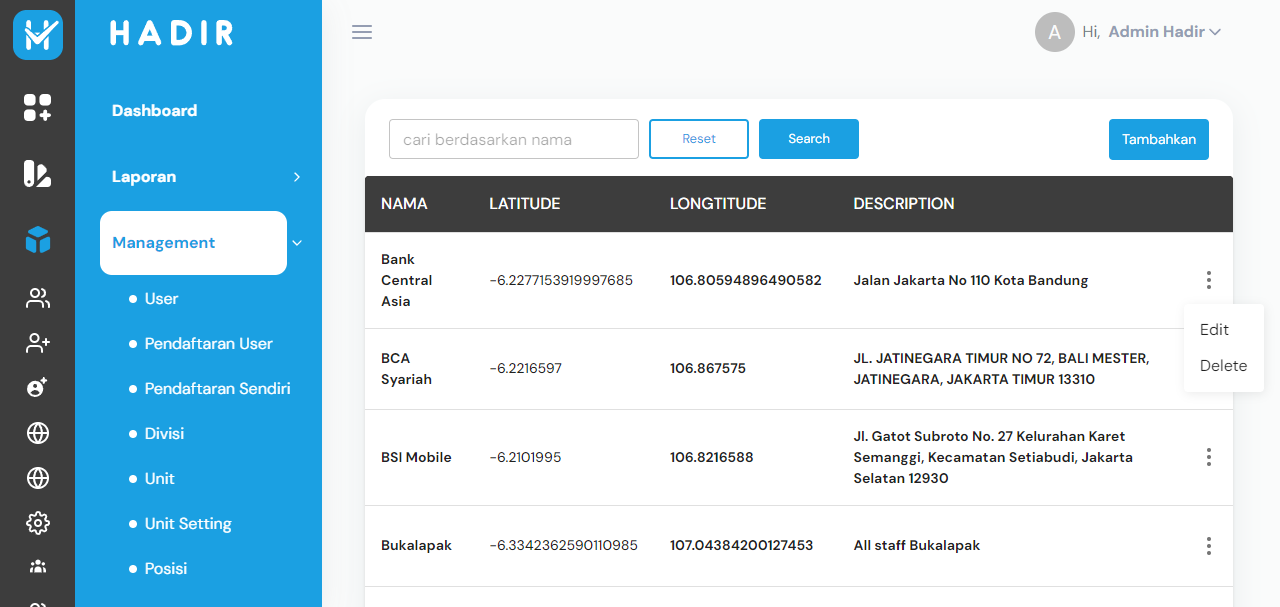 HADIR
Hi, Admin Hadir
A
Dashboard
Laporan
Management
User
Pendaftaran User
Pendaftaran Sendiri
Divisi
Unit
Unit Setting
Posisi
cari berdasarkan nama
Reset
Search
Tambahkan
NAMA LATITUDE LONGTITUDE DESCRIPTION
Bank
Central
Asia
-6.2277153919997685
106.80594896490582
Jalan Jakarta No 110 Kota Bandung
Edit
Delete
BCA
Syariah
-6.2216597
106.867575
JL. JATINEGARA TIMUR NO 72, BALI MESTER,
JATINEGARA, JAKARTA TIMUR 13310
BSI Mobile
-6.2101995
106.8216588
Jl. Gatot Subroto No. 27 Kelurahan Karet
Semanggi, Kecamatan Setiabudi, Jakarta
Selatan 12930
Bukalapak
-6.3342362590110985
107.04384200127453
All staff Bukalapak